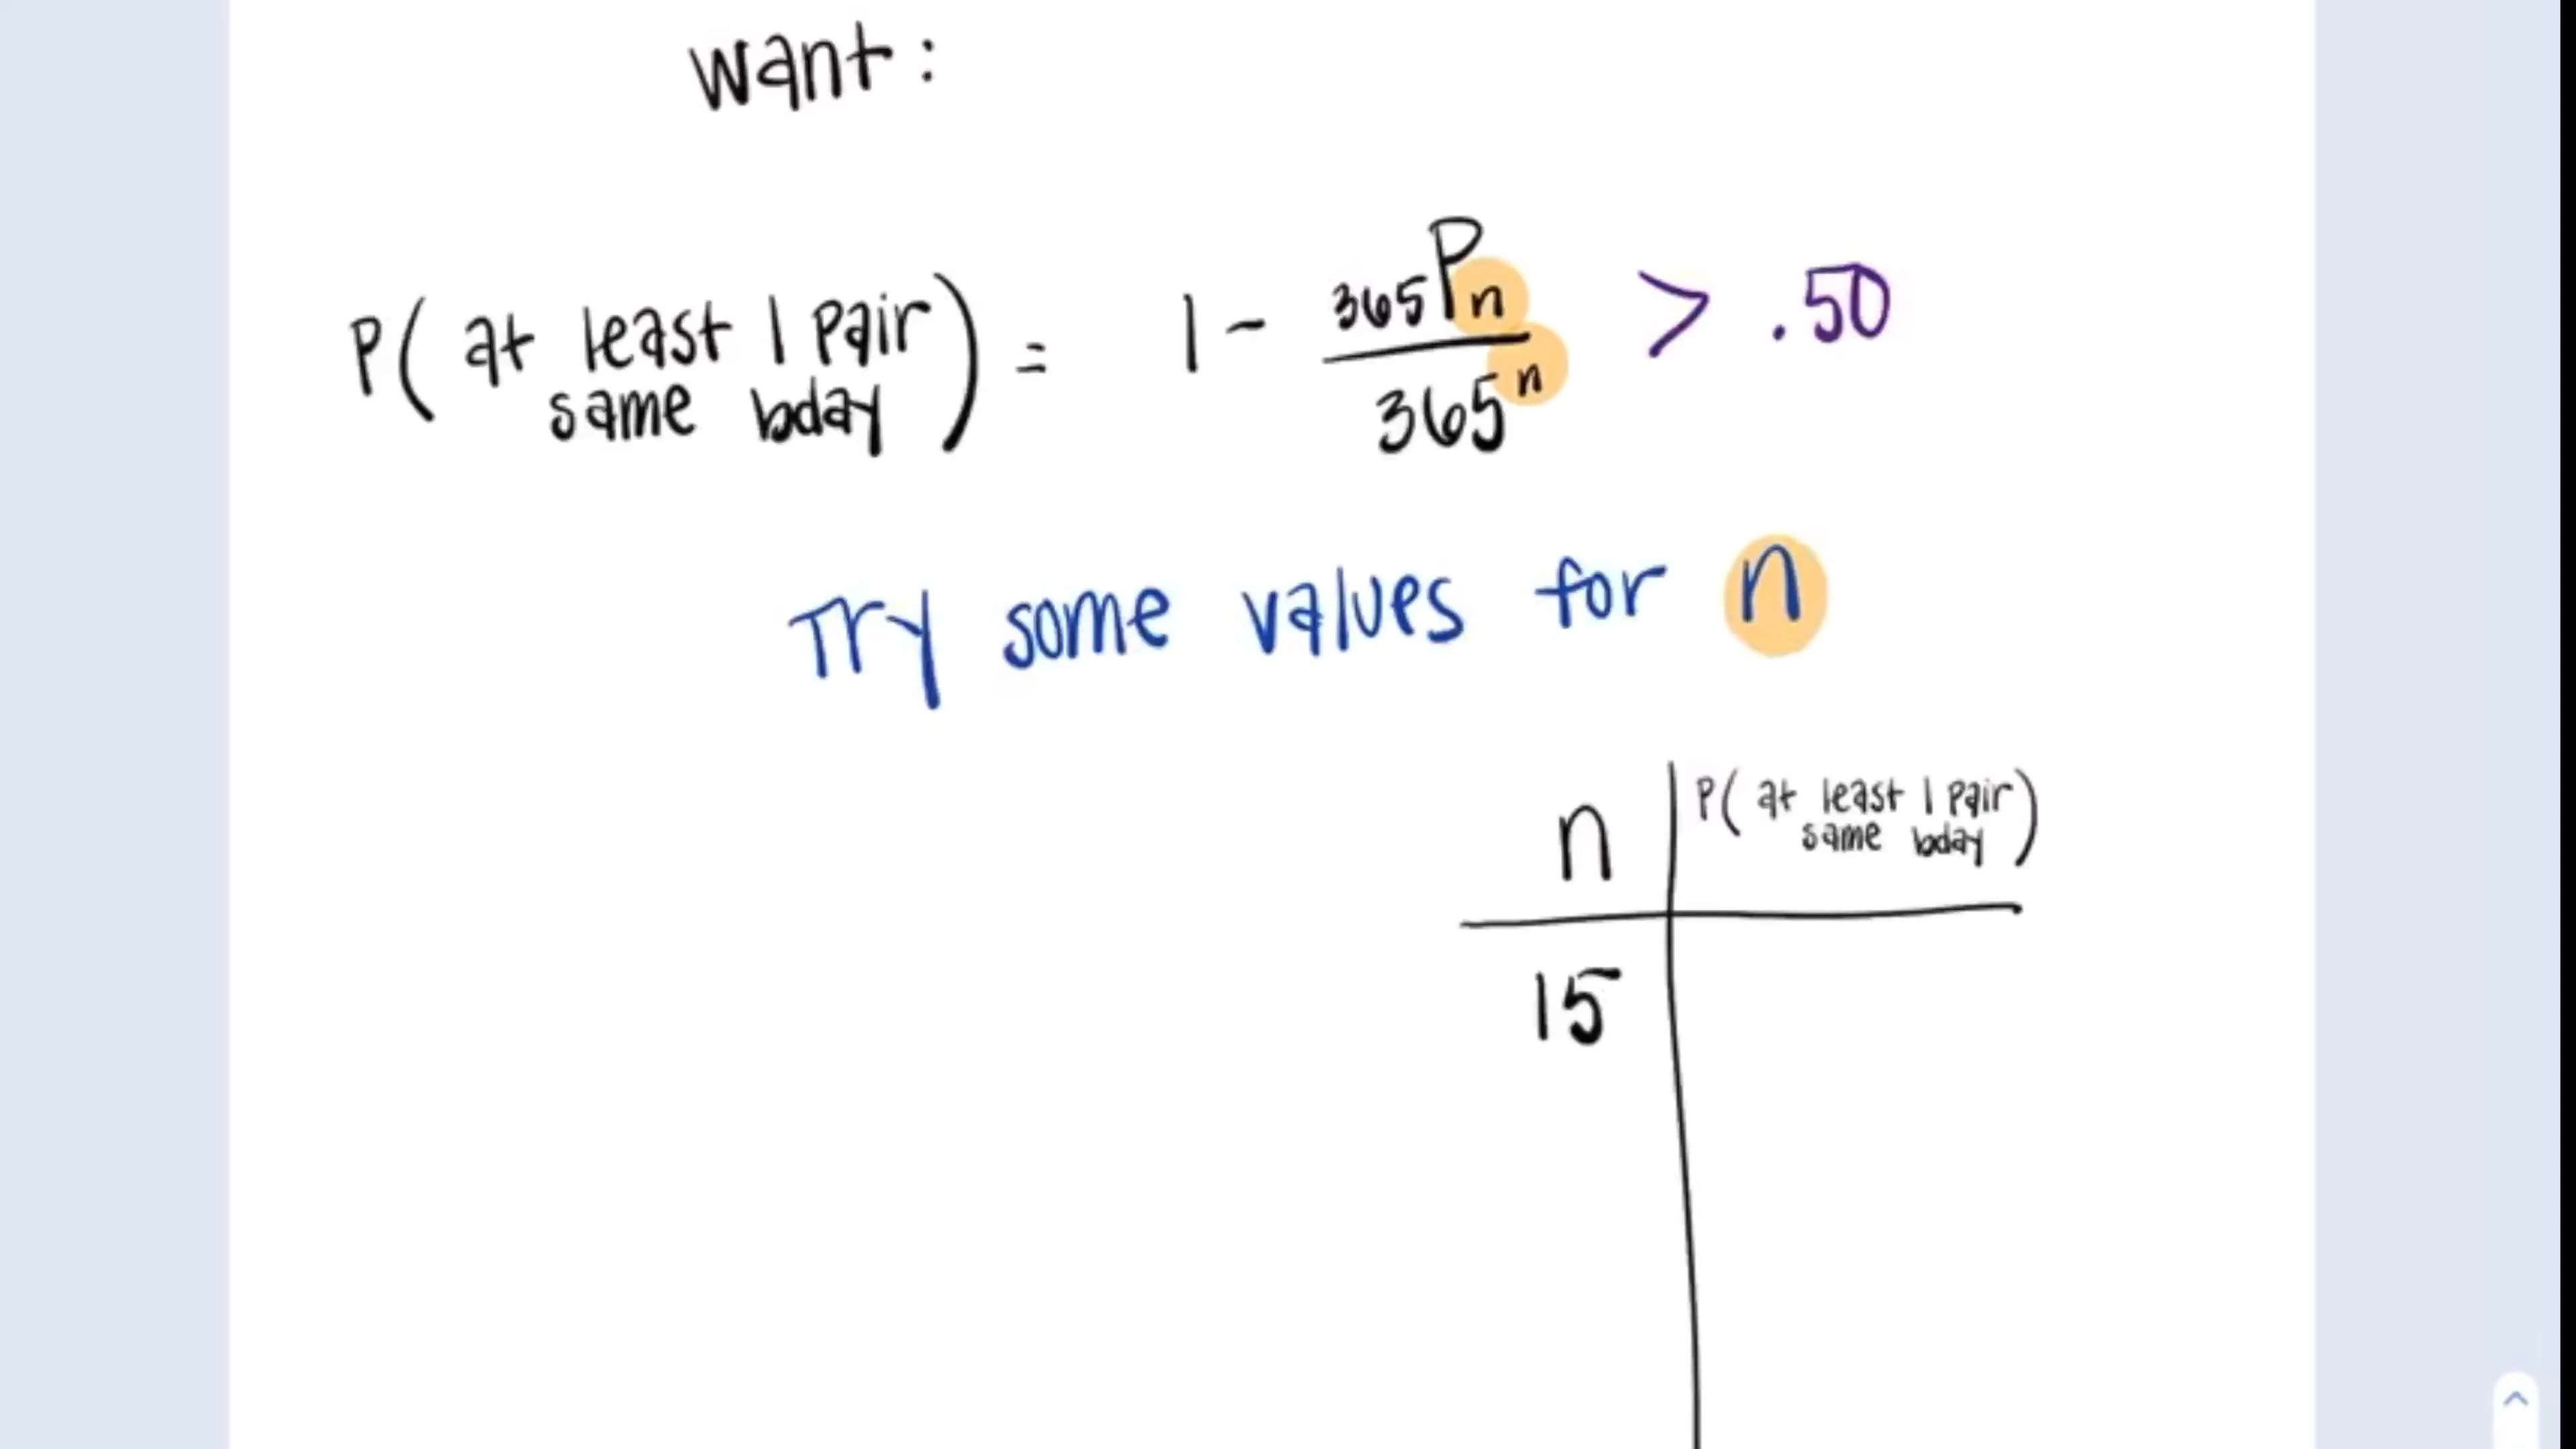 want:
P( at least 1 pair same bday ) = 1 - ₃₆₅Pₙ / 365ⁿ > .50
Try some values for n
n | P( at least 1 pair same bday )
15